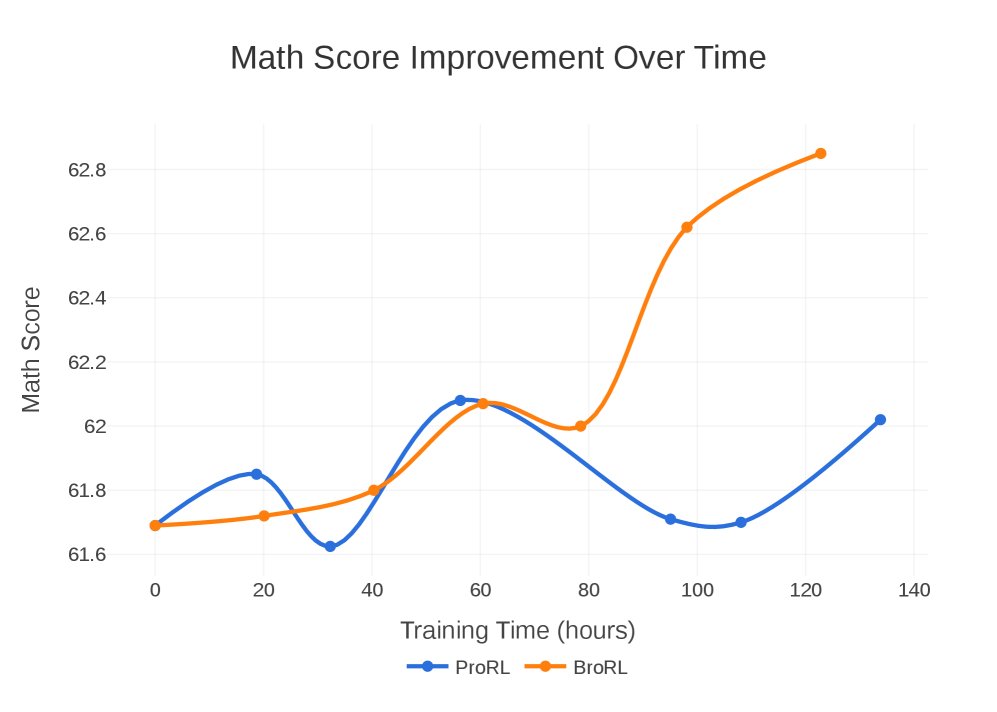 Math Score Improvement Over Time
Math Score
62.8
62.6
62.4
62.2
62
61.8
61.6
0 20 40 60 80 100 120 140
Training Time (hours)
ProRL BroRL